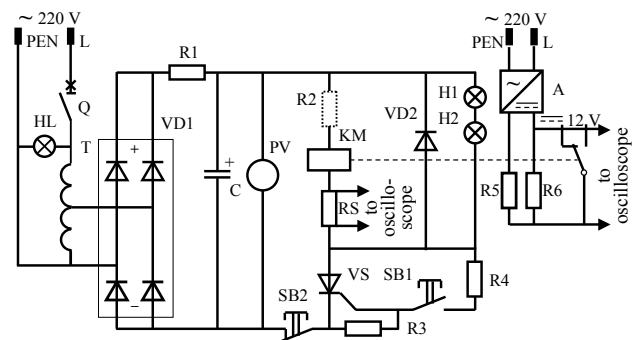 ~ 220 V
PEN
L
~ 220 V
PEN
L
R1
H1
~
A
Q
R2
VD2
H2
HL
T
VD1
+
+
C
PV
KM
12 V
RS
to
oscillo-
scope
R5
R6
to
oscilloscope
VS
SB1
R4
SB2
–
R3